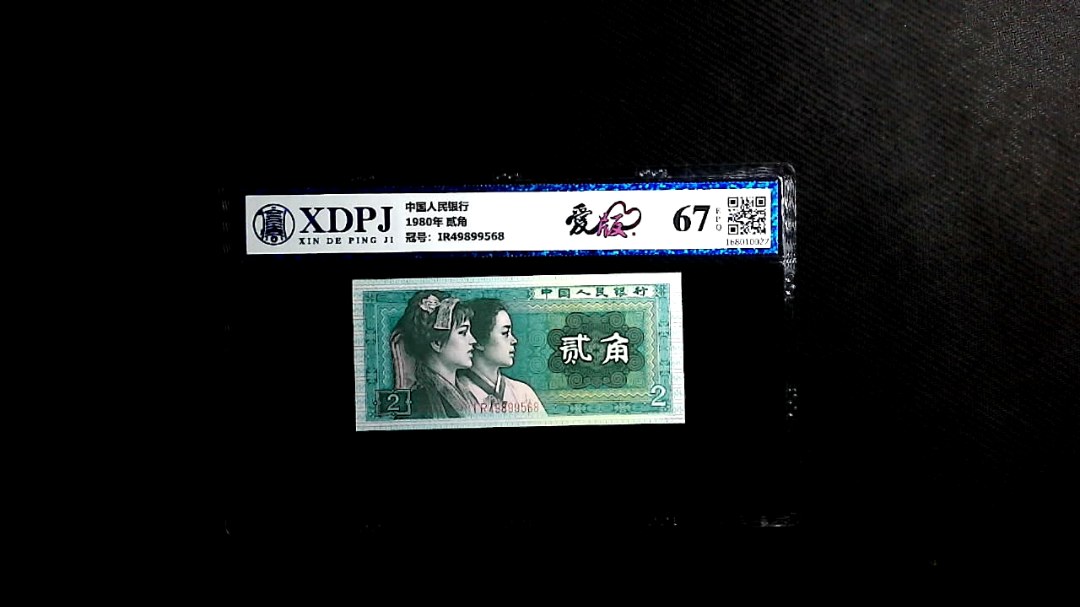 XDPJ
XIN DE PING JI
中国人民银行
1980年 贰角
冠号：IR49899568
爱版
67
EPQ
168010027
中国人民银行
贰角
2
IR49899568
2